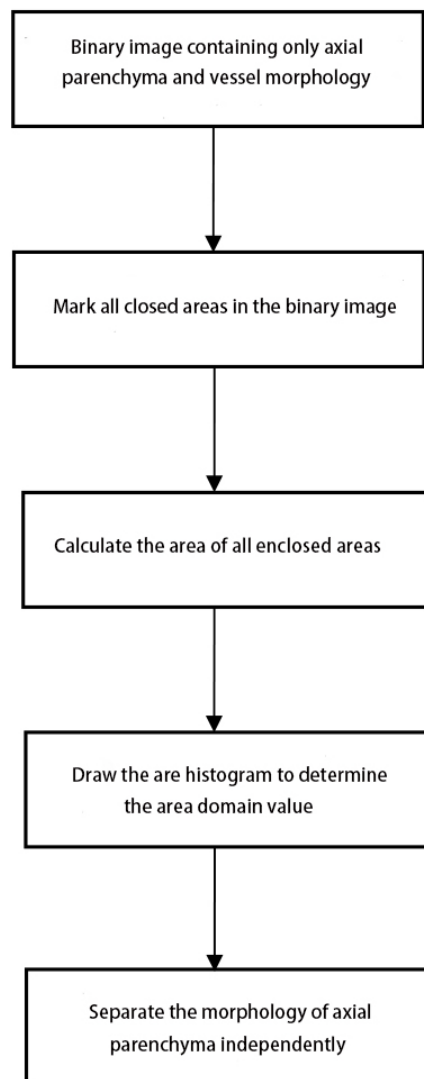 Binary image containing only axial
parenchyma and vessel morphology
Mark all closed areas in the binary image
Calculate the area of all enclosed areas
Draw the are histogram to determine
the area domain value
Separate the morphology of axial
parenchyma independently